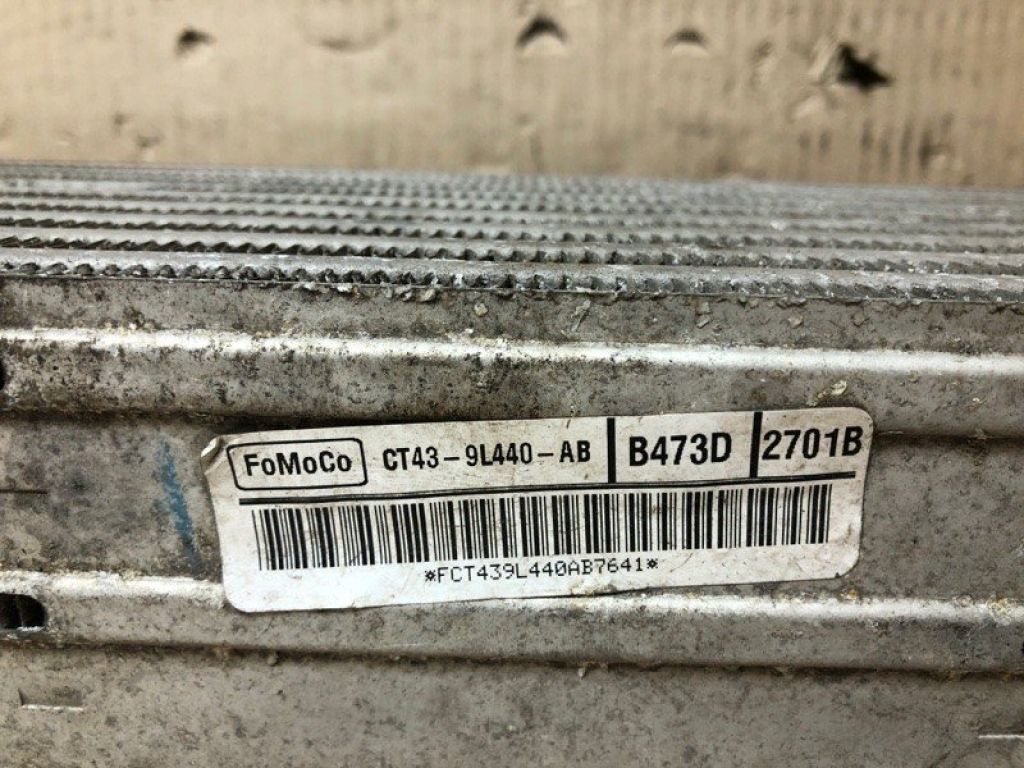 FoMoCo CT43-9L440-AB B473D 2701B
*FCT439L440AB7641*